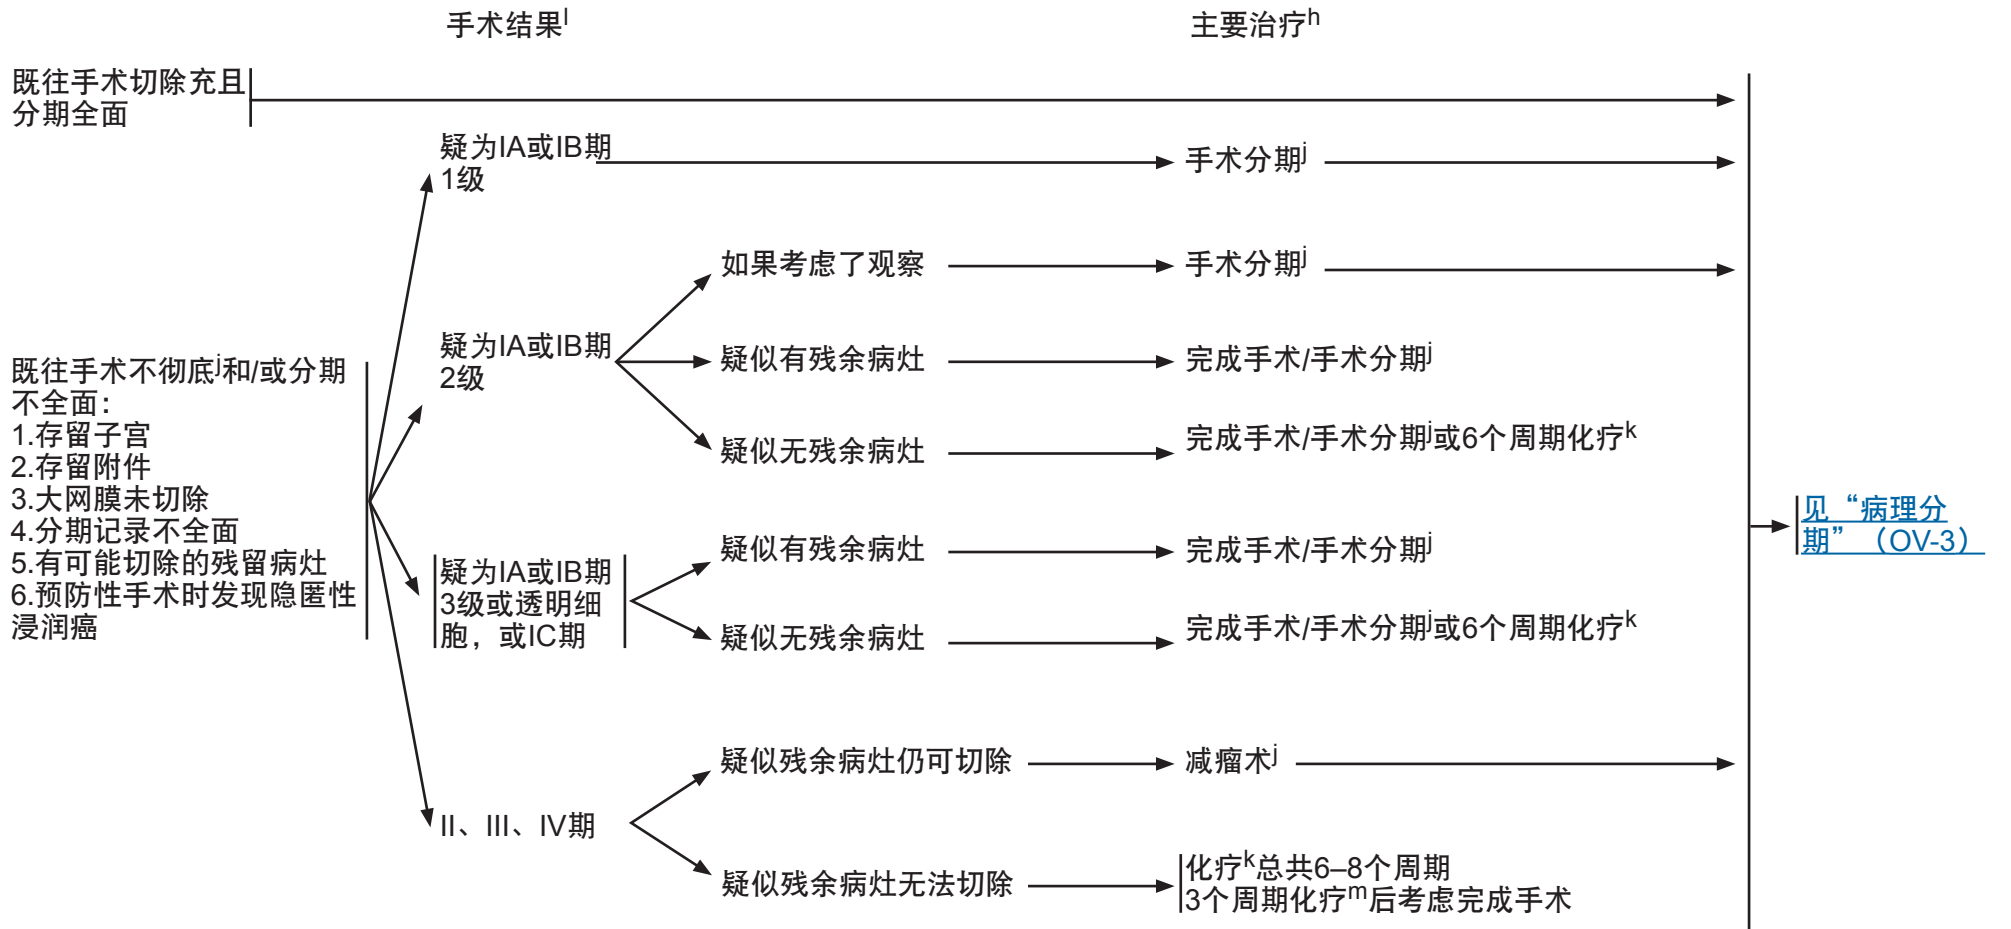 手术结果l
主要治疗h
既往手术切除充且
分期全面
疑为IA或IB期
1级
手术分期j
如果考虑了观察
手术分期j
疑为IA或IB期
2级
疑似有残余病灶
完成手术/手术分期j
疑似无残余病灶
完成手术/手术分期j或6个周期化疗k
既往手术不彻底j和/或分期
不全面：
1.存留子宫
2.存留附件
3.大网膜未切除
4.分期记录不全面
5.有可能切除的残留病灶
6.预防性手术时发现隐匿性
浸润癌
疑为IA或IB期
3级或透明细
胞，或IC期
疑似有残余病灶
完成手术/手术分期j
疑似无残余病灶
完成手术/手术分期j或6个周期化疗k
II、III、IV期
疑似残余病灶仍可切除
减瘤术j
疑似残余病灶无法切除
化疗k总共6–8个周期
3个周期化疗m后考虑完成手术
见“病理分
期”（OV-3）